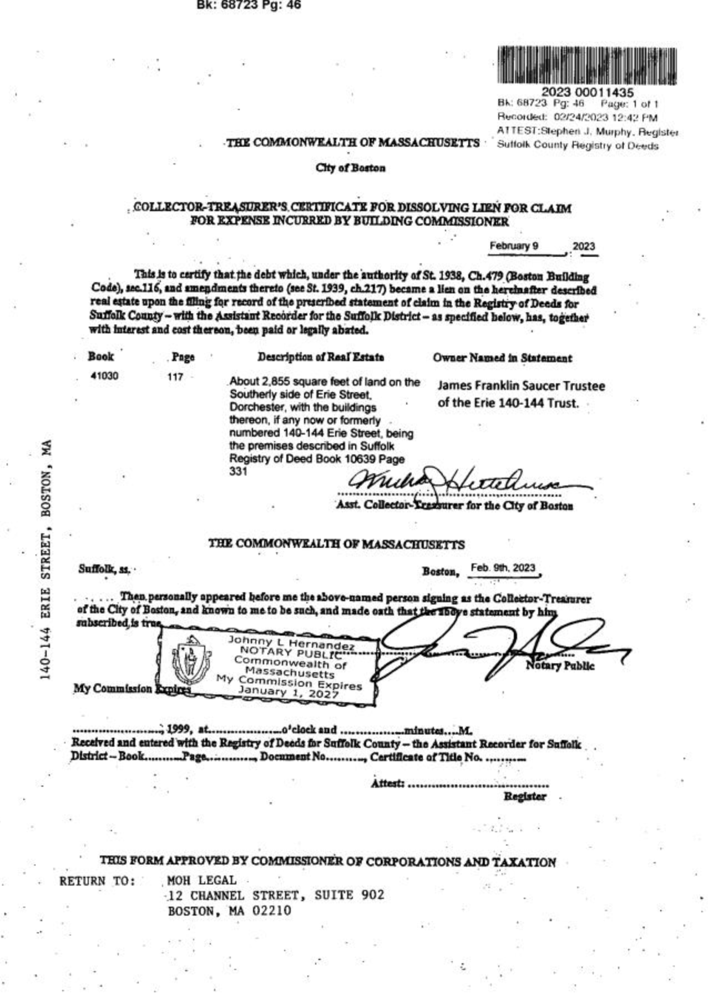 Bk: 68723 Pg: 46
2023 00011435
Bk: 68723 Pg: 46 Page: 1 of 1
Recorded: 02/24/2023 12:42 PM
ATTEST:Stephen J. Murphy, Register
Suffolk County Registry of Deeds
THE COMMONWEALTH OF MASSACHUSETTS
City of Boston
COLLECTOR-TREASURER'S CERTIFICATE FOR DISSOLVING LIEN FOR CLAIM
FOR EXPENSE INCURRED BY BUILDING COMMISSIONER
February 9, 2023
This is to certify that the debt which, under the authority of St. 1938, Ch.479 (Boston Building
Code), sec.116, and amendments thereto (see St. 1939, ch.217) became a lien on the hereinafter described
real estate upon the filing for record of the prescribed statement of claim in the Registry of Deeds for
Suffolk County – with the Assistant Recorder for the Suffolk District – as specified below, has, together
with interest and cost thereon, been paid or legally abated.
Book Page Description of Real Estate Owner Named in Statement
41030 117
About 2,855 square feet of land on the
Southerly side of Erie Street,
Dorchester, with the buildings
thereon, if any now or formerly
numbered 140-144 Erie Street, being
the premises described in Suffolk
Registry of Deed Book 10639 Page
331
James Franklin Saucer Trustee
of the Erie 140-144 Trust.
Asst. Collector-Treasurer for the City of Boston
140-144 ERIE STREET, BOSTON, MA
THE COMMONWEALTH OF MASSACHUSETTS
Suffolk, ss. Boston, Feb. 9th, 2023,
Then personally appeared before me the above-named person signing as the Collector-Treasurer
of the City of Boston, and known to me to be such, and made oath that the above statement by him
subscribed, is true
Johnny L Hernandez
NOTARY PUBLIC
Commonwealth of
Massachusetts
My Commission Expires
January 1, 2027
Notary Public
My Commission Expires
........................, 1999, at....................o'clock and ..................minutes....M.
Received and entered with the Registry of Deeds for Suffolk County – the Assistant Recorder for Suffolk
District – Book..........Page.............., Document No.........., Certificate of Title No. ...........
Attest: .......................................
Register
THIS FORM APPROVED BY COMMISSIONER OF CORPORATIONS AND TAXATION
RETURN TO: MOH LEGAL
12 CHANNEL STREET, SUITE 902
BOSTON, MA 02210